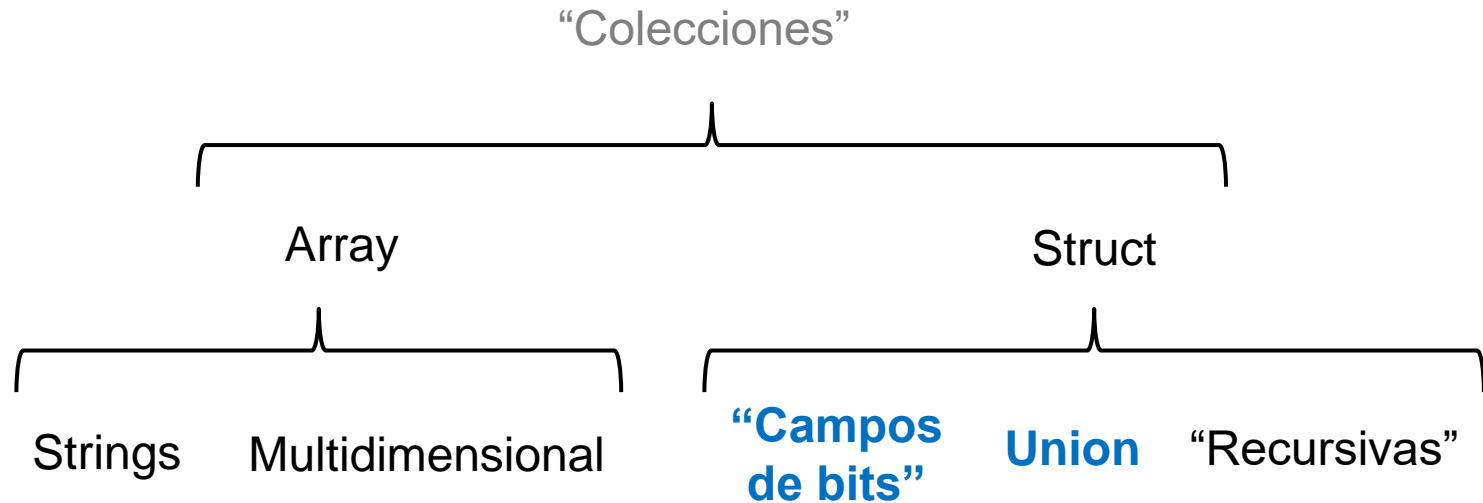 “Colecciones”
Array
Struct
Strings
Multidimensional
“Campos
de bits”
Union
“Recursivas”